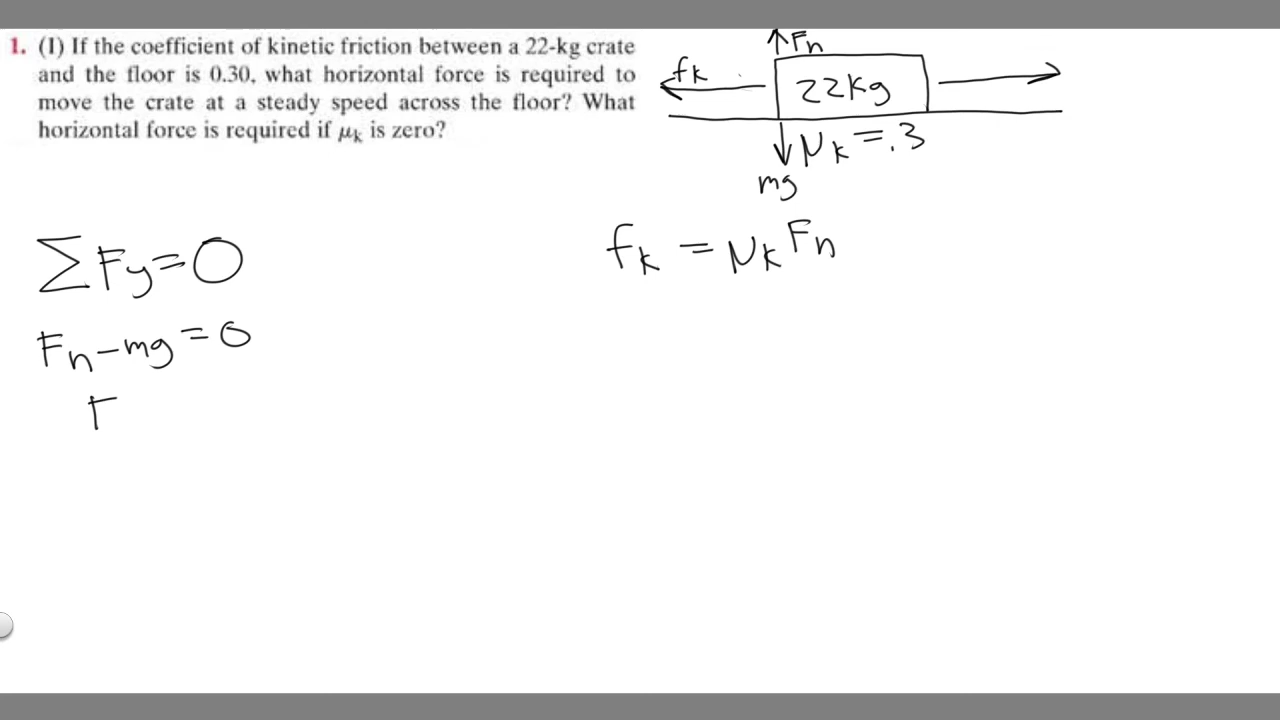 1. (I) If the coefficient of kinetic friction between a 22-kg crate
and the floor is 0.30, what horizontal force is required to
move the crate at a steady speed across the floor? What
horizontal force is required if μk is zero?
Fn
fk
22kg
μk = .3
mg
ΣFy=0
fk = μk Fn
Fn-mg=0